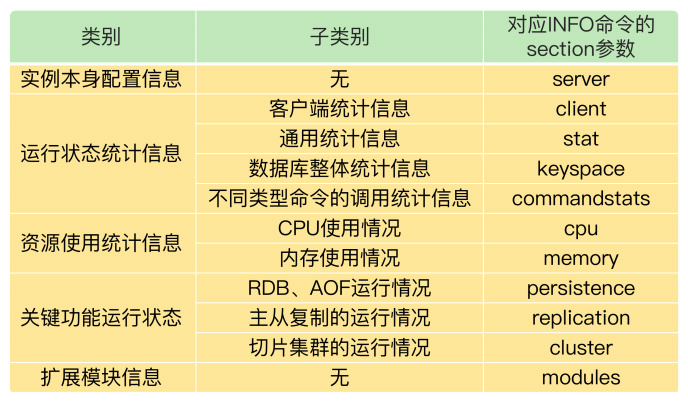 类别 子类别 对应INFO命令的
section参数
实例本身配置信息 无 server
运行状态统计信息 客户端统计信息 client
通用统计信息 stat
数据库整体统计信息 keyspace
不同类型命令的调用统计信息 commandstats
资源使用统计信息 CPU使用情况 cpu
内存使用情况 memory
关键功能运行状态 RDB、AOF运行情况 persistence
主从复制的运行情况 replication
切片集群的运行情况 cluster
扩展模块信息 无 modules